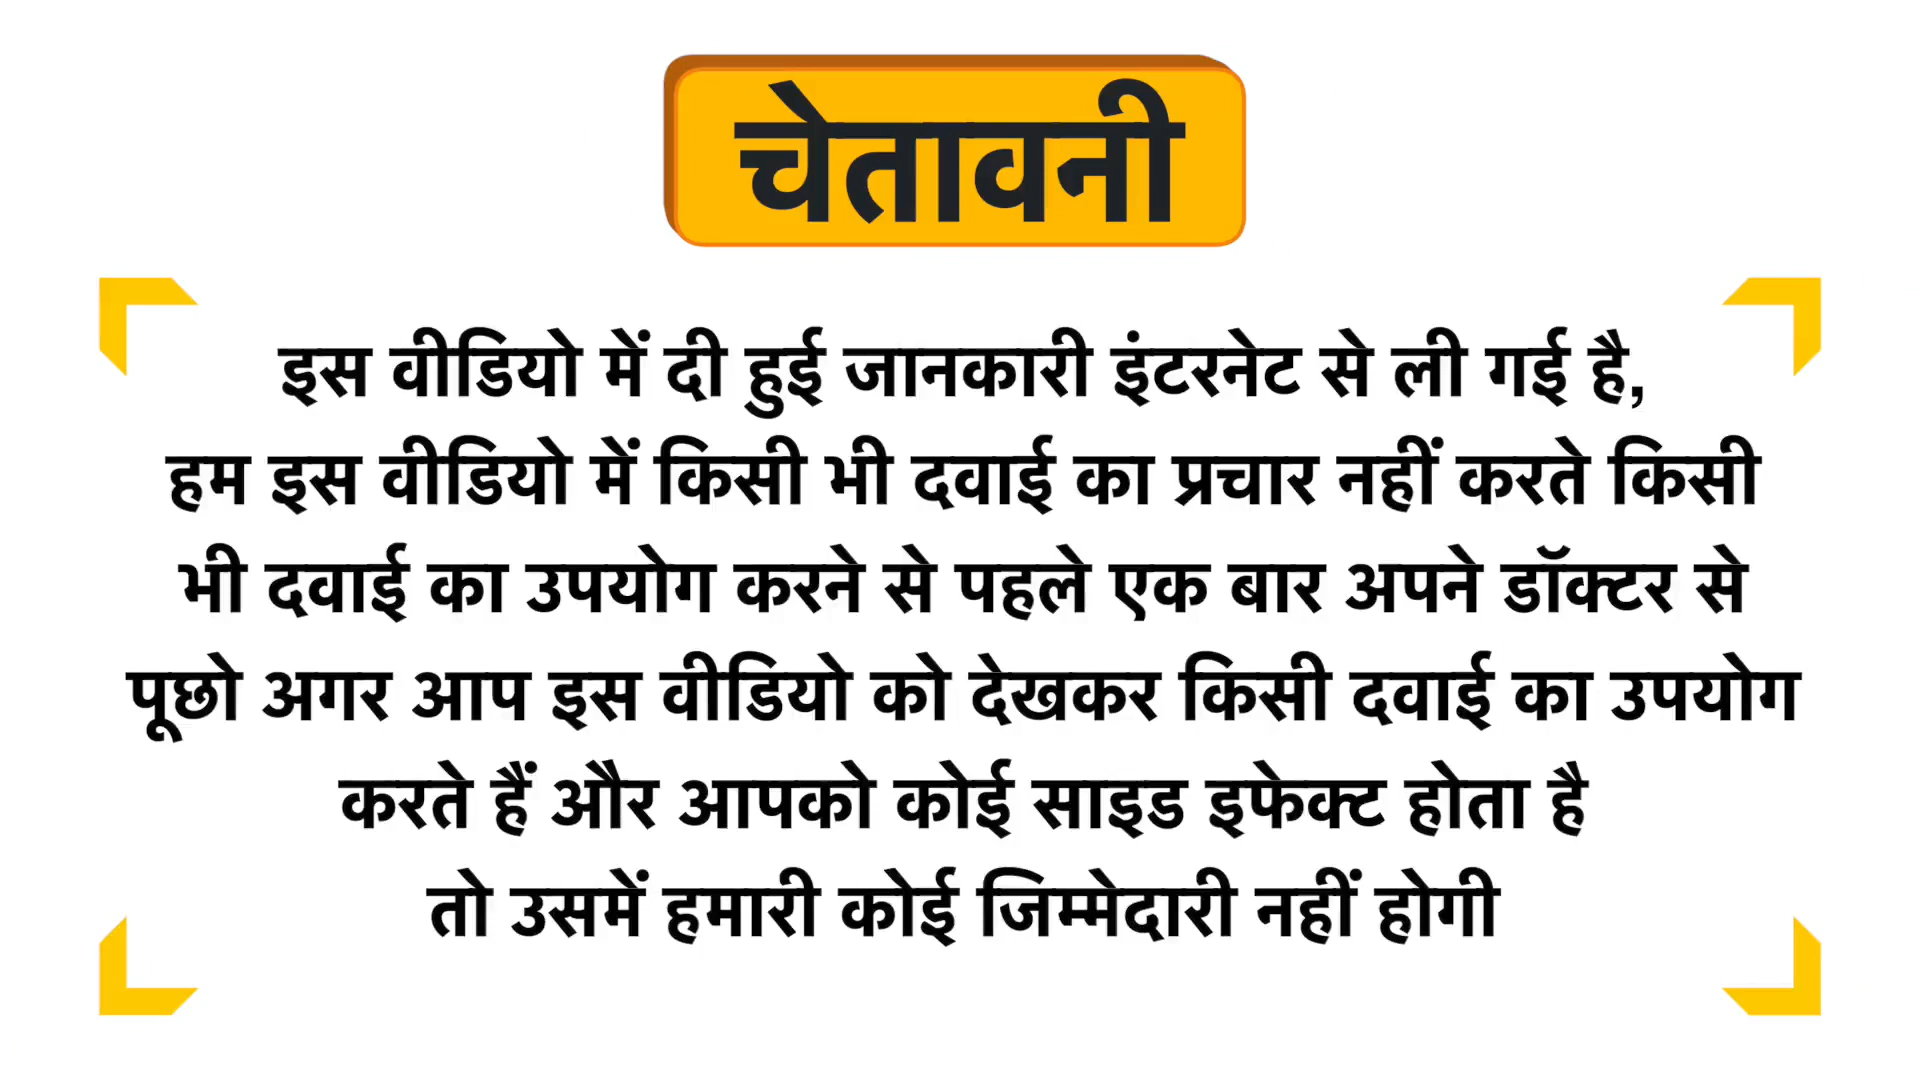 चेतावनी
इस वीडियो में दी हुई जानकारी इंटरनेट से ली गई है,
हम इस वीडियो में किसी भी दवाई का प्रचार नहीं करते किसी
भी दवाई का उपयोग करने से पहले एक बार अपने डॉक्टर से
पूछो अगर आप इस वीडियो को देखकर किसी दवाई का उपयोग
करते हैं और आपको कोई साइड इफेक्ट होता है
तो उसमें हमारी कोई जिम्मेदारी नहीं होगी